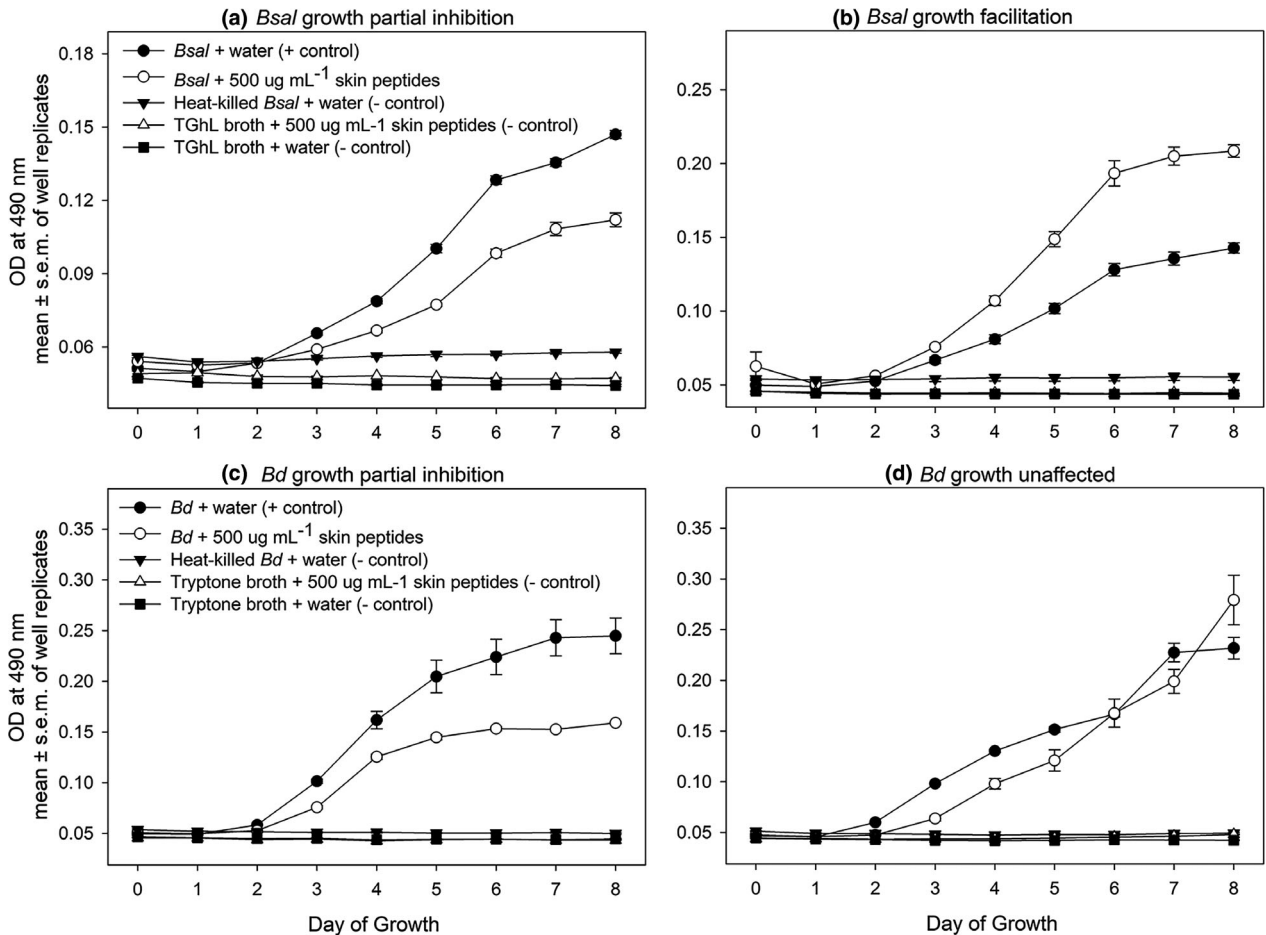 (a) Bsal growth partial inhibition
(b) Bsal growth facilitation
0.18
0.15
0.12
0.09
0.06
Bsal + water (+ control)
Bsal + 500 ug mL-1 skin peptides
Heat-killed Bsal + water (- control)
TGhL broth + 500 ug mL-1 skin peptides (- control)
TGhL broth + water (- control)
OD at 490 nm
mean ± s.e.m. of well replicates
0 1 2 3 4 5 6 7 8
0.25
0.20
0.15
0.10
0.05
0 1 2 3 4 5 6 7 8
(c) Bd growth partial inhibition
(d) Bd growth unaffected
0.35
0.30
0.25
0.20
0.15
0.10
0.05
Bd + water (+ control)
Bd + 500 ug mL-1 skin peptides
Heat-killed Bd + water (- control)
Tryptone broth + 500 ug mL-1 skin peptides (- control)
Tryptone broth + water (- control)
OD at 490 nm
mean ± s.e.m. of well replicates
0 1 2 3 4 5 6 7 8
Day of Growth
0.35
0.30
0.25
0.20
0.15
0.10
0.05
0 1 2 3 4 5 6 7 8
Day of Growth